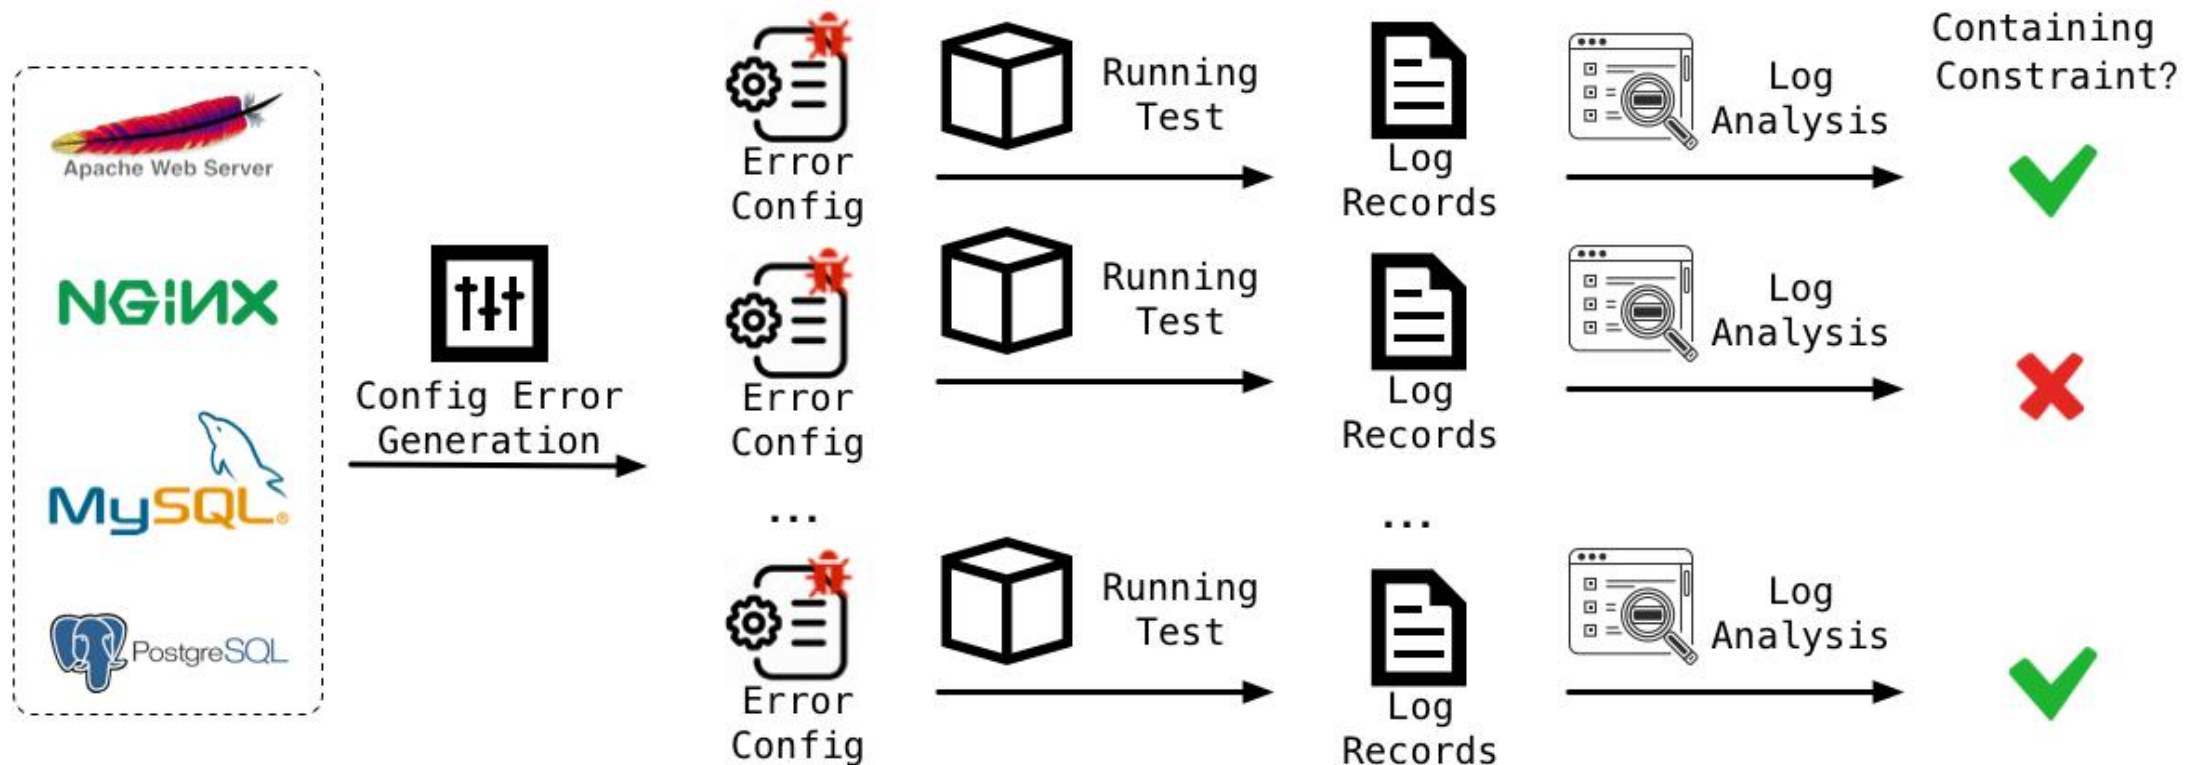 Apache Web Server
NGiNX
MySQL®
PostgreSQL
Config Error
Generation
Error
Config
Running
Test
Log
Records
Log
Analysis
Containing
Constraint?
Error
Config
Running
Test
Log
Records
Log
Analysis
...
...
Error
Config
Running
Test
Log
Records
Log
Analysis